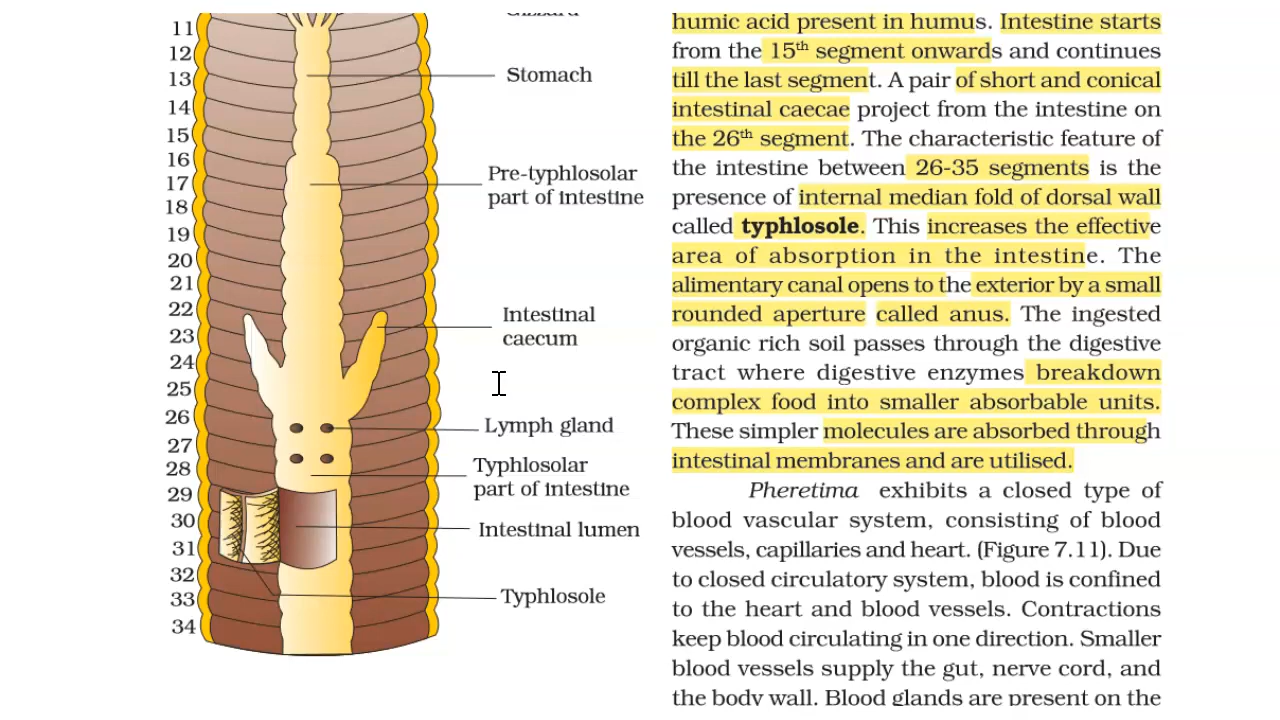 11
12
13
14
15
16
17
18
19
20
21
22
23
24
25
26
27
28
29
30
31
32
33
34
Stomach
Pre-typhlosolar
part of intestine
Intestinal
caecum
Lymph gland
Typhlosolar
part of intestine
Intestinal lumen
Typhlosole
humic acid present in humus. Intestine starts
from the 15th segment onwards and continues
till the last segment. A pair of short and conical
intestinal caecae project from the intestine on
the 26th segment. The characteristic feature of
the intestine between 26-35 segments is the
presence of internal median fold of dorsal wall
called typhlosole. This increases the effective
area of absorption in the intestine. The
alimentary canal opens to the exterior by a small
rounded aperture called anus. The ingested
organic rich soil passes through the digestive
tract where digestive enzymes breakdown
complex food into smaller absorbable units.
These simpler molecules are absorbed through
intestinal membranes and are utilised.
Pheretima exhibits a closed type of
blood vascular system, consisting of blood
vessels, capillaries and heart. (Figure 7.11). Due
to closed circulatory system, blood is confined
to the heart and blood vessels. Contractions
keep blood circulating in one direction. Smaller
blood vessels supply the gut, nerve cord, and
the body wall. Blood glands are present on the